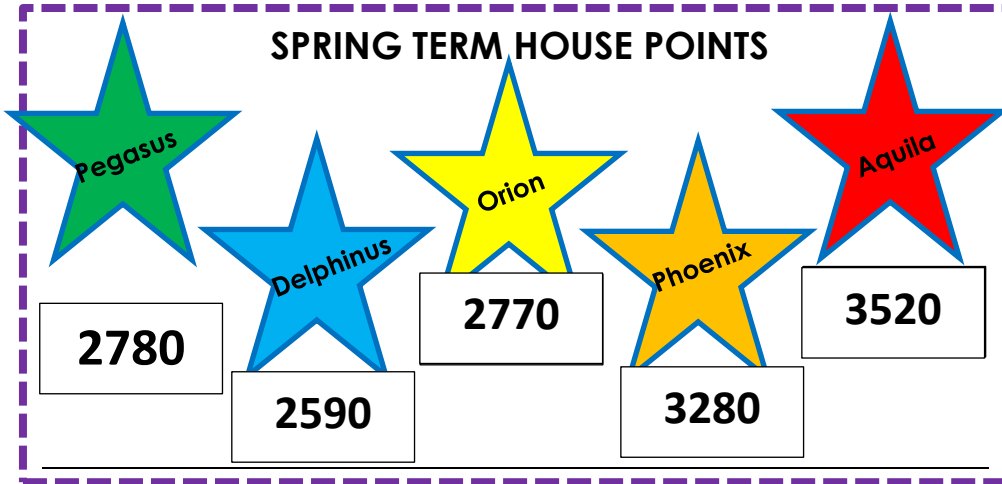 SPRING TERM HOUSE POINTS
Pegasus
Delphinus
Orion
Phoenix
Aquila
2780
2590
2770
3280
3520